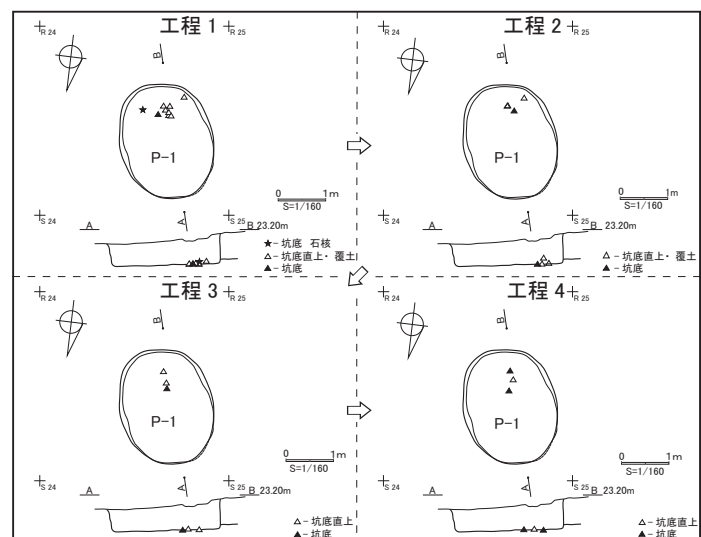 工程 1
R 24
R 25
B
P-1
0 1m
S=1/160
A
S 24
S 25
A
B 23.20m
★ - 坑底 石核
△ - 坑底直上・覆土
▲ - 坑底
工程 2
R 24
R 25
B
P-1
0 1m
S=1/160
A
S 24
S 25
A
B 23.20m
△ - 坑底直上・覆土
▲ - 坑底
工程 3
R 24
R 25
B
P-1
0 1m
S=1/160
A
S 24
S 25
A
B 23.20m
△ - 坑底直上
▲ - 坑底
工程 4
R 24
R 25
B
P-1
0 1m
S=1/160
A
S 24
S 25
A
B 23.20m
△ - 坑底直上
▲ - 坑底